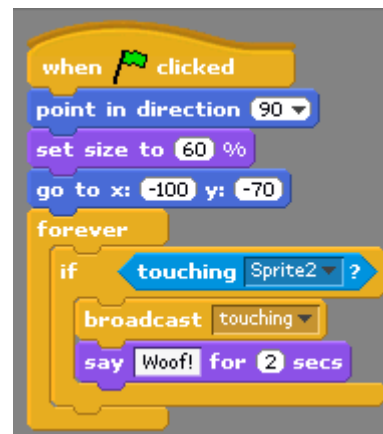 when clicked
point in direction 90
set size to 60 %
go to x: -100 y: -70
forever
if touching Sprite2 ?
broadcast touching
say Woof! for 2 secs